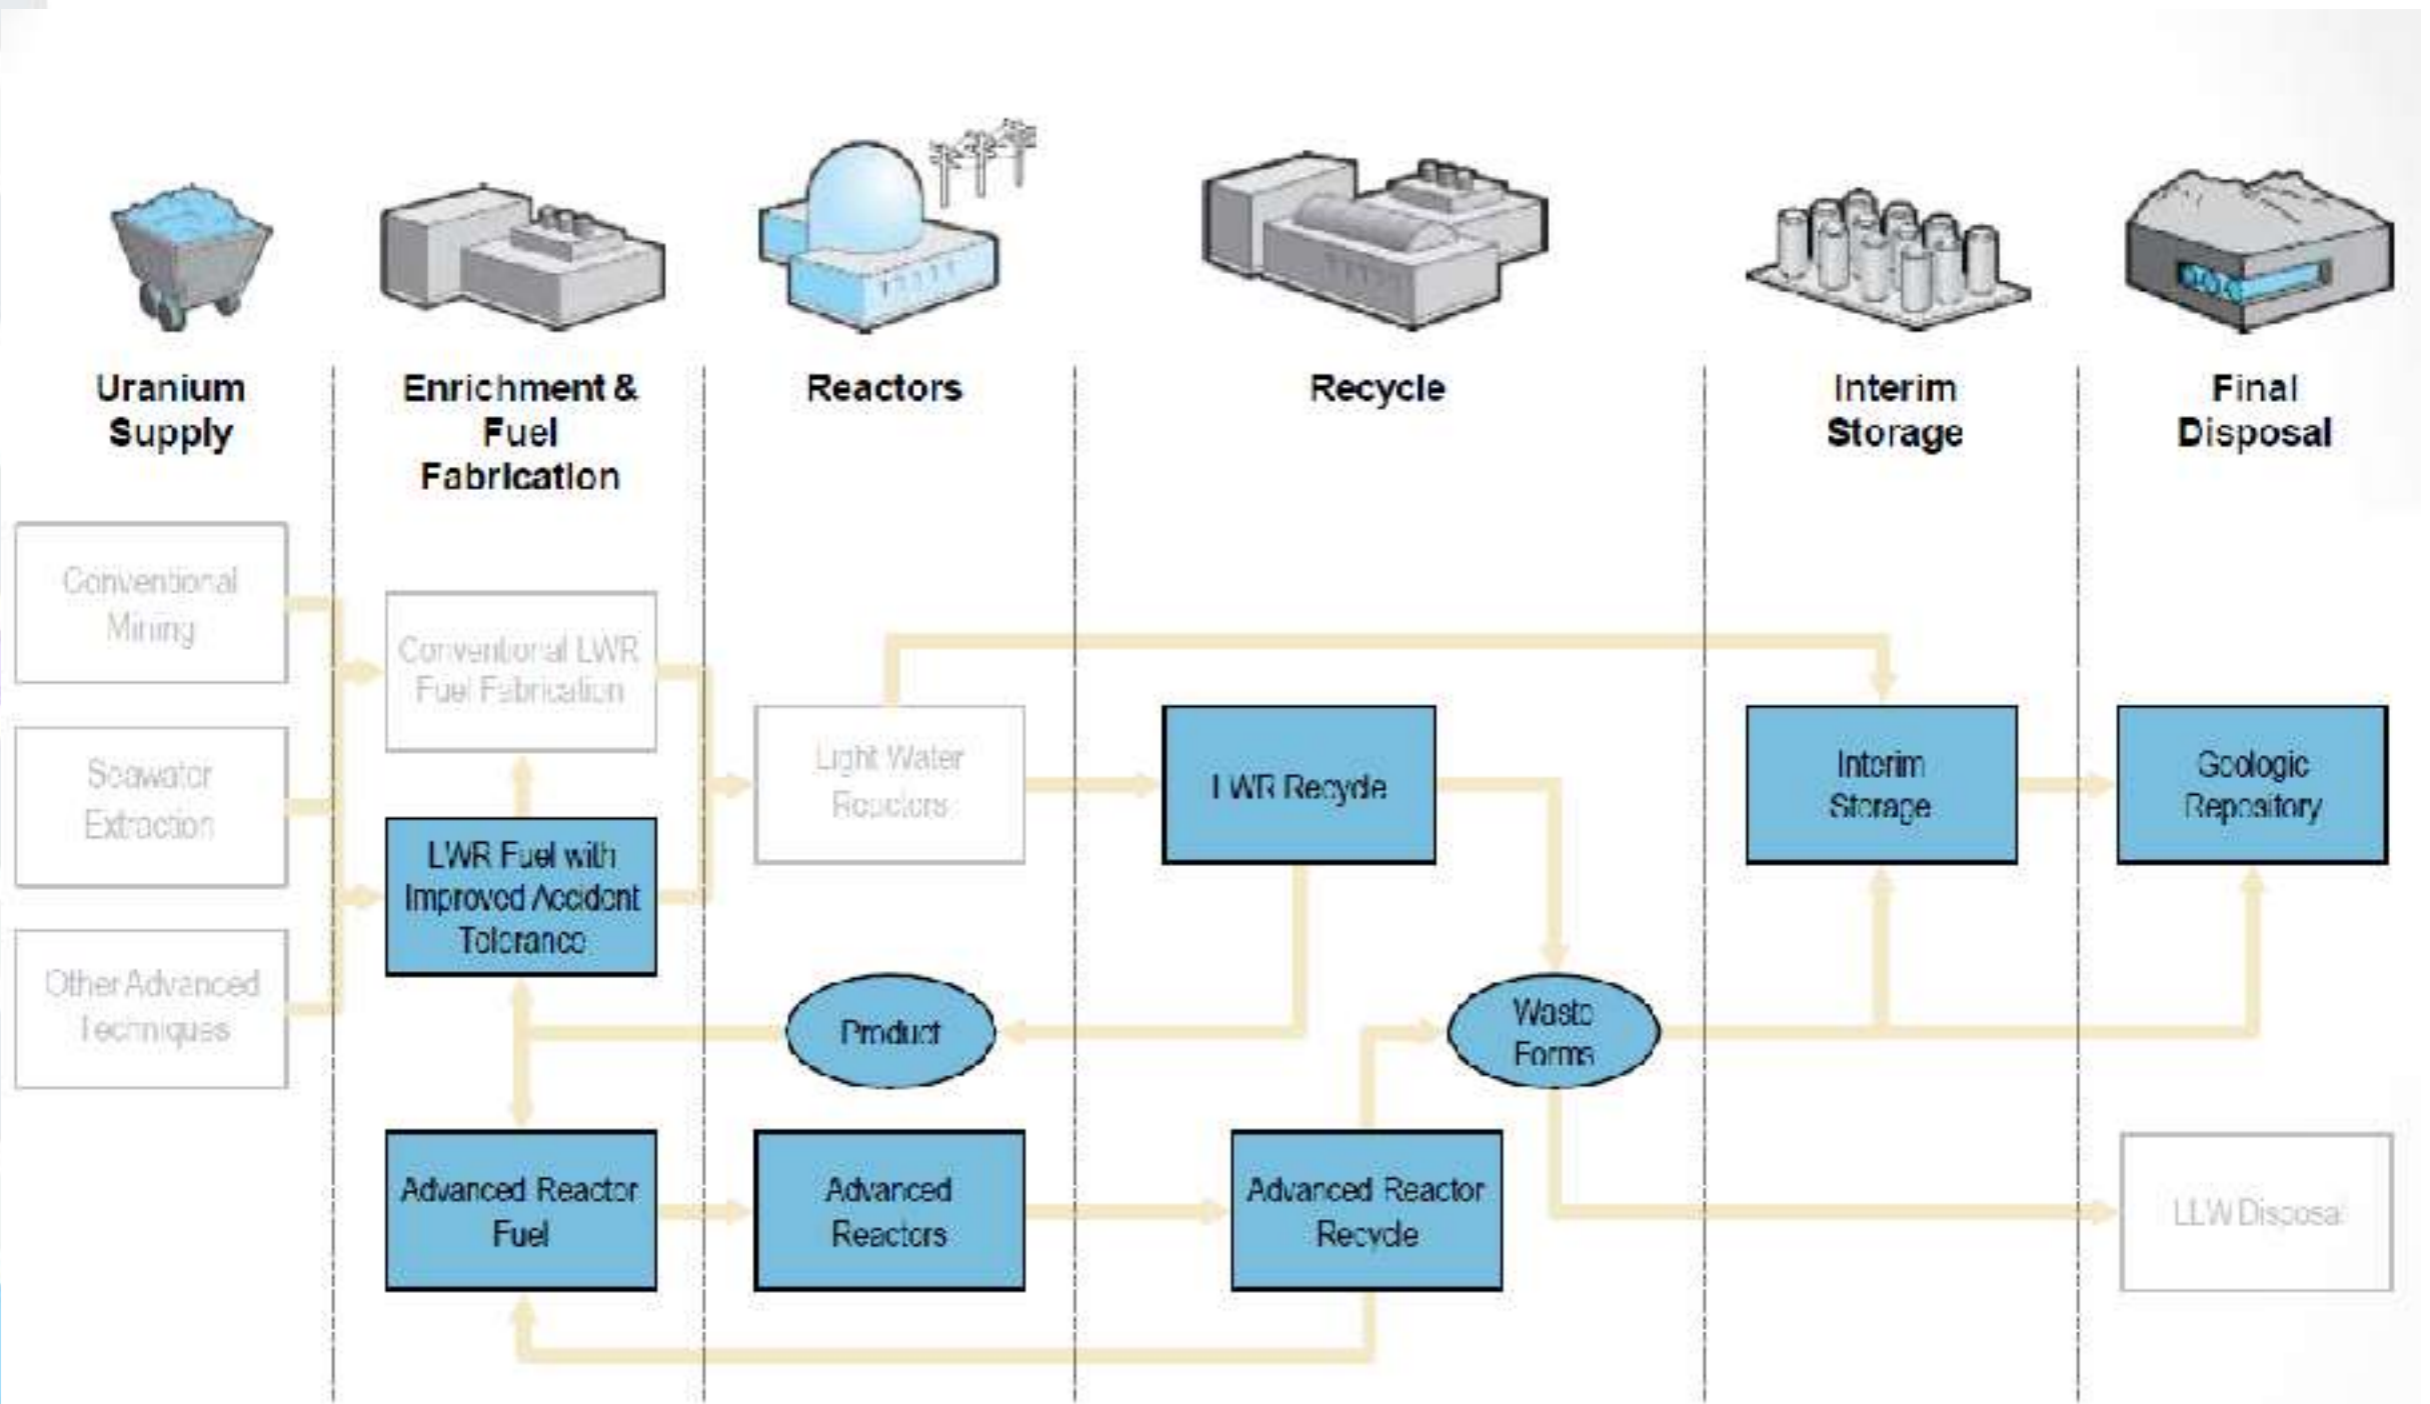 Uranium
Supply
Enrichment &
Fuel
Fabrication
Reactors
Recycle
Interim
Storage
Final
Disposal
Conventional
Mining
Seawater
Extraction
Other Advanced
Techniques
Conventional LWR
Fuel Fabrication
LWR Fuel with
Improved Accident
Tolerance
Advanced Reactor
Fuel
Light Water
Reactors
Product
Advanced
Reactors
LWR Recycle
Waste
Forms
Advanced Reactor
Recycle
Interim
Storage
Geologic
Repository
LLW Disposal